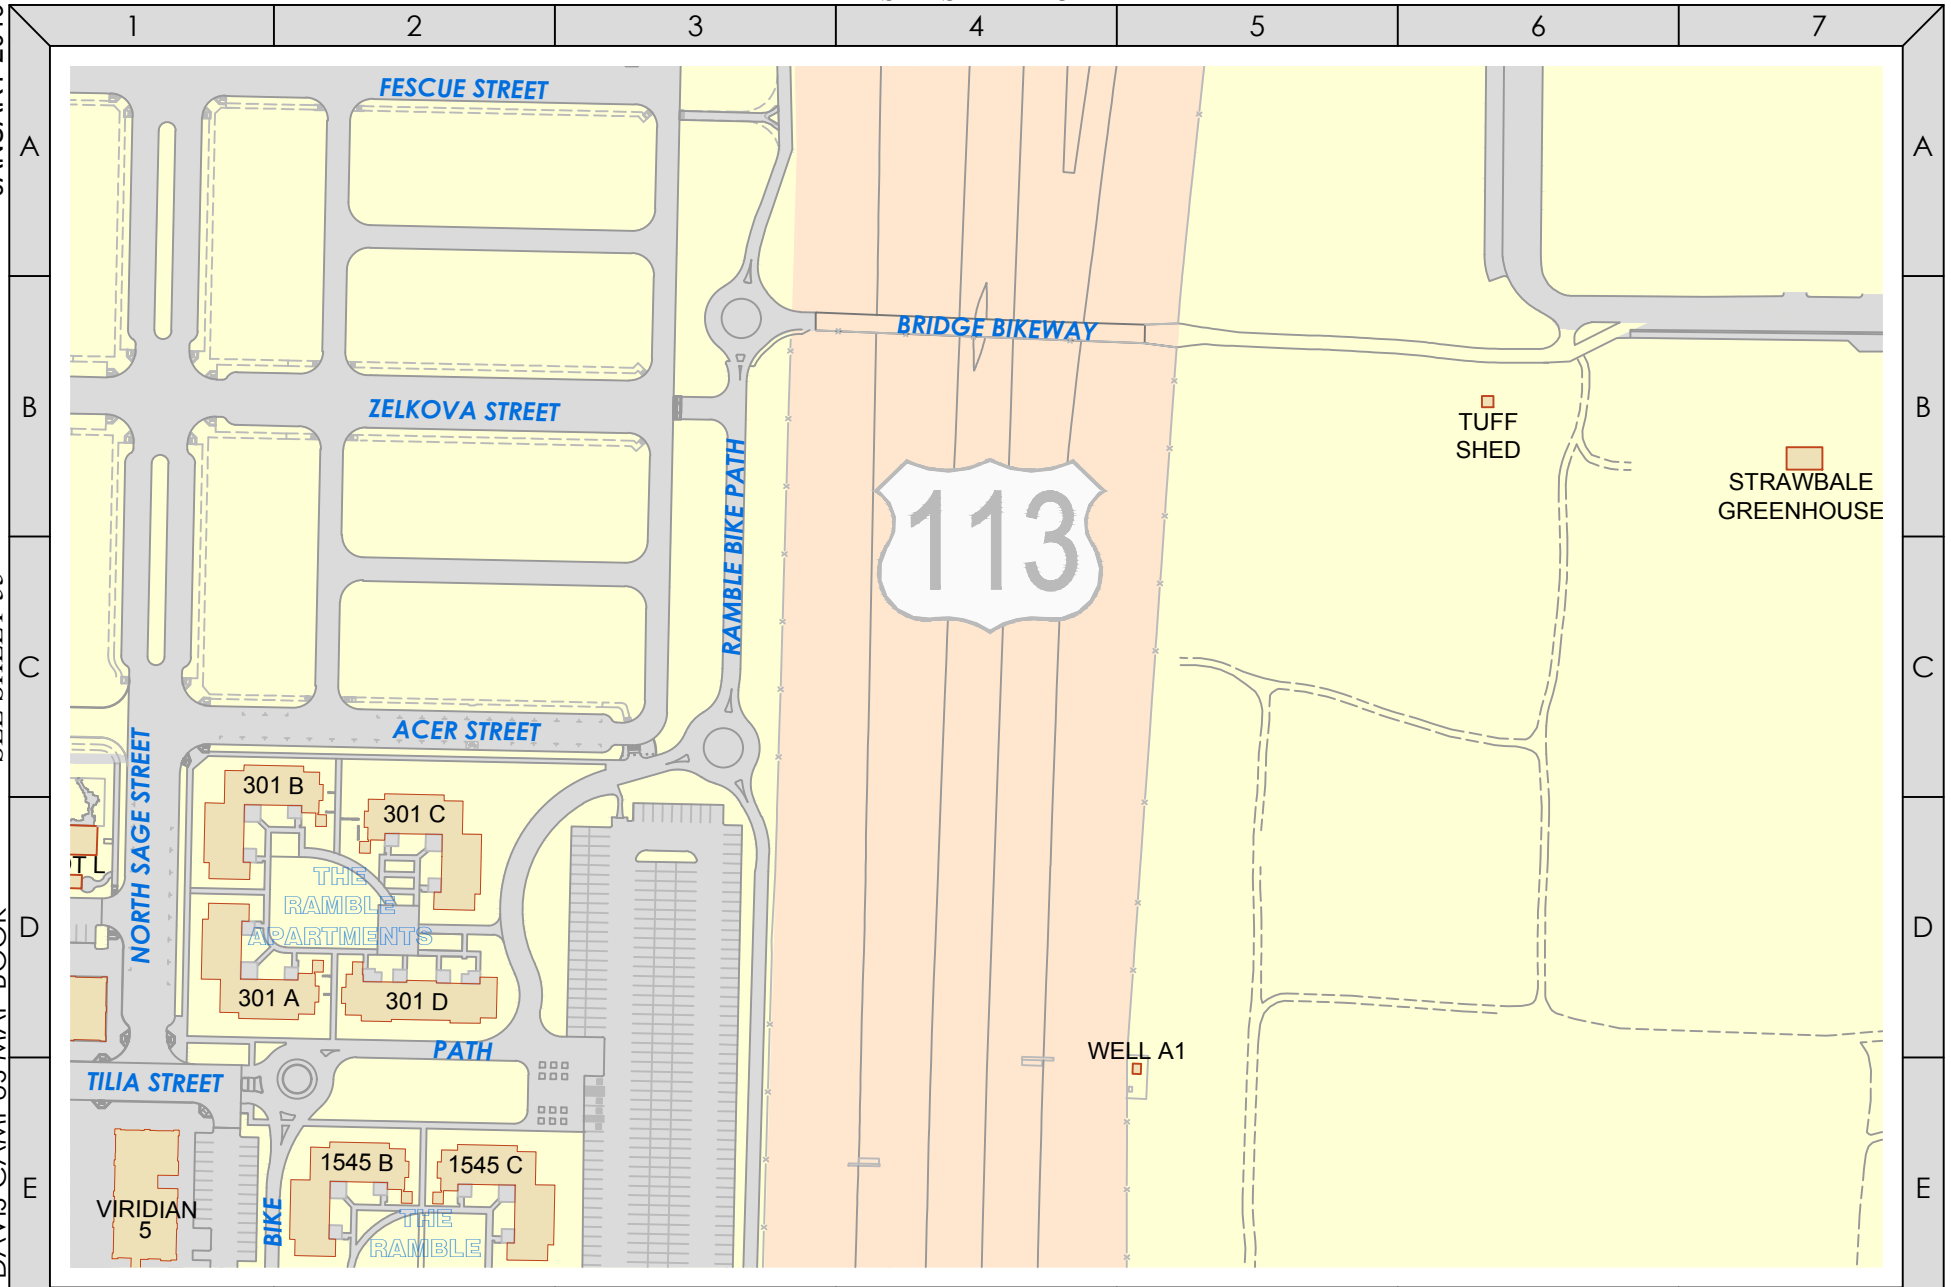 1 2 3 4 5 6 7
A A
B B
C C
D D
E E
FESCUE STREET
BRIDGE BIKEWAY
ZELKOVA STREET
TUFF
SHED
STRAWBALE
GREENHOUSE
RAMBLE BIKE PATH
113
ACER STREET
NORTH SAGE STREET
301 B
301 C
THE
RAMBLE
APARTMENTS
301 A
301 D
PATH
WELL A1
TILIA STREET
1545 B
1545 C
VIRIDIAN
5
BIKE
THE
RAMBLE